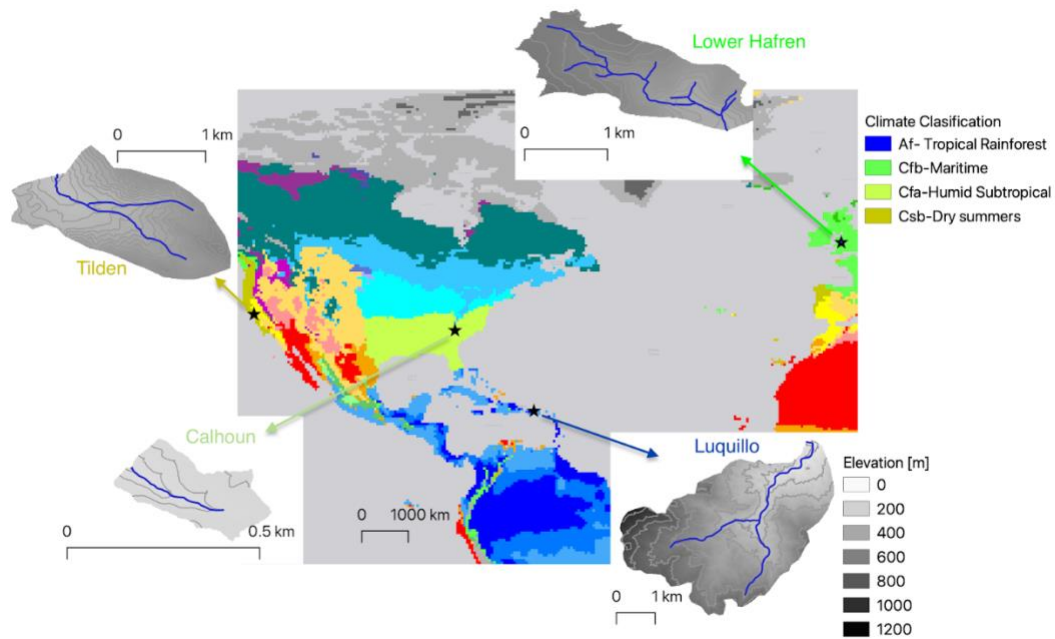 Lower Hafren
0 1 km
Climate Clasification
Af- Tropical Rainforest
Cfb-Maritime
Cfa-Humid Subtropical
Csb-Dry summers
0 1 km
Tilden
Calhoun
0 0.5 km
0 1000 km
Luquillo
0 1 km
Elevation [m]
0
200
400
600
800
1000
1200